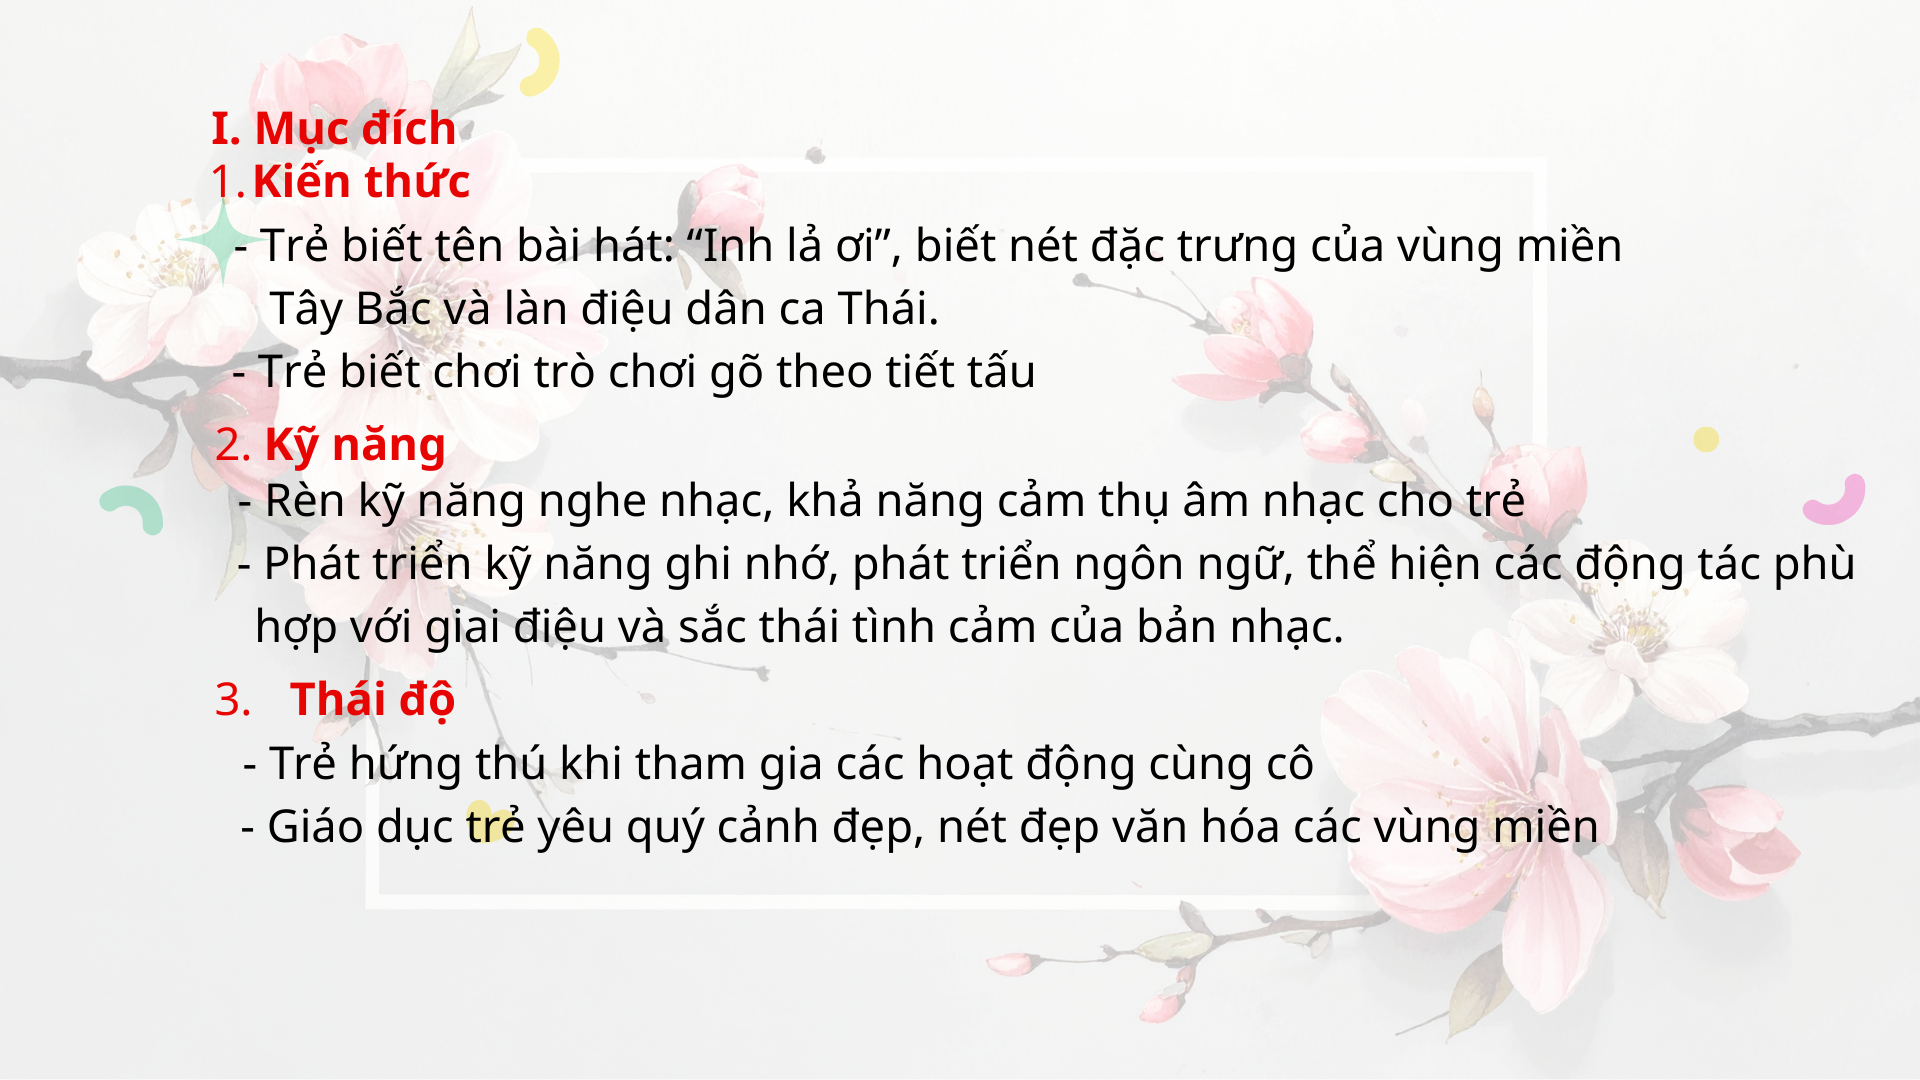 I. Mục đích
1. Kiến thức
- Trẻ biết tên bài hát: “Inh lả ơi”, biết nét đặc trưng của vùng miền
Tây Bắc và làn điệu dân ca Thái.
- Trẻ biết chơi trò chơi gõ theo tiết tấu
2. Kỹ năng
- Rèn kỹ năng nghe nhạc, khả năng cảm thụ âm nhạc cho trẻ
- Phát triển kỹ năng ghi nhớ, phát triển ngôn ngữ, thể hiện các động tác phù
hợp với giai điệu và sắc thái tình cảm của bản nhạc.
3. Thái độ
- Trẻ hứng thú khi tham gia các hoạt động cùng cô
- Giáo dục trẻ yêu quý cảnh đẹp, nét đẹp văn hóa các vùng miền